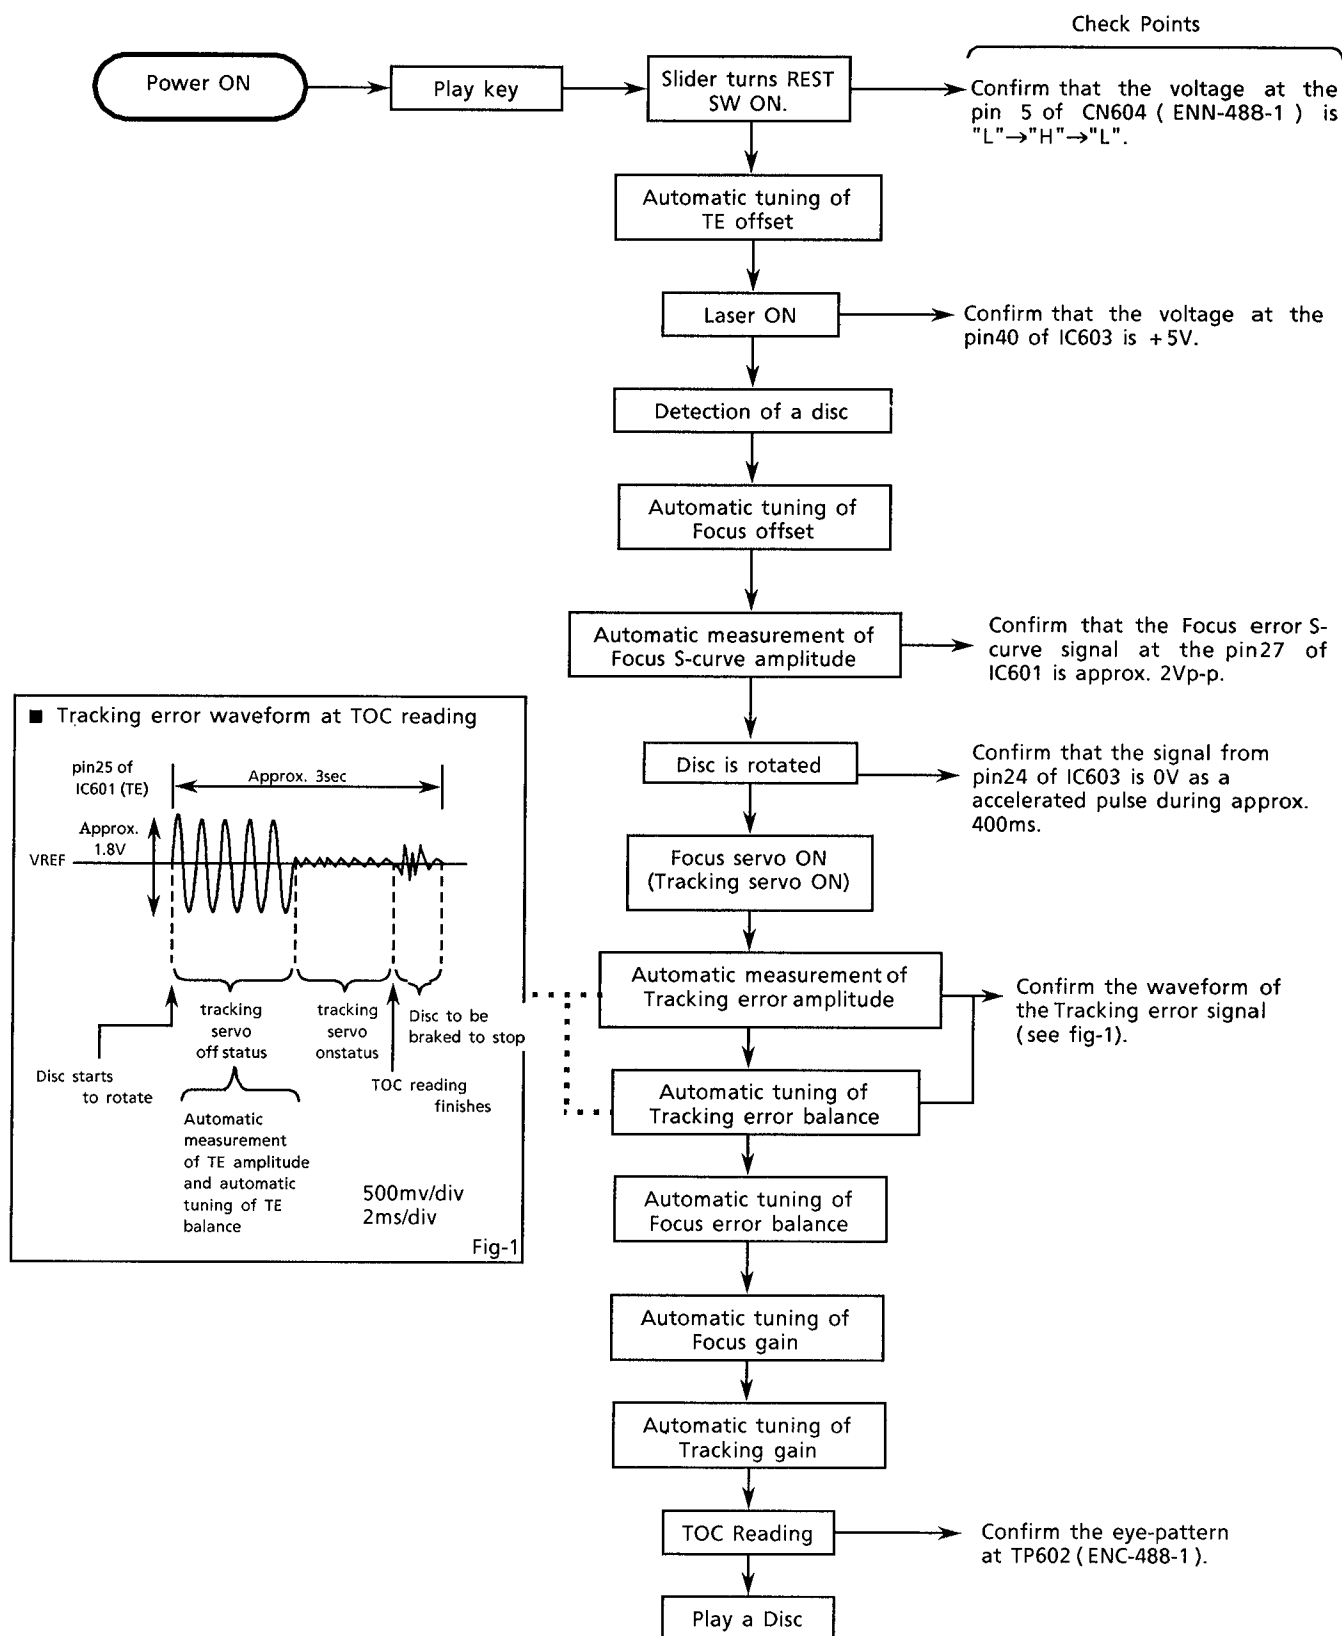 Check Points
Power ON
Play key
Slider turns REST
SW ON.
Confirm that the voltage at the
pin 5 of CN604 ( ENN-488-1 ) is
"L"→"H"→"L".
Automatic tuning of
TE offset
Laser ON
Confirm that the voltage at the
pin40 of IC603 is +5V.
Detection of a disc
Automatic tuning of
Focus offset
Automatic measurement of
Focus S-curve amplitude
Confirm that the Focus error S-
curve signal at the pin27 of
IC601 is approx. 2Vp-p.
Disc is rotated
Confirm that the signal from
pin24 of IC603 is 0V as a
accelerated pulse during approx.
400ms.
Focus servo ON
(Tracking servo ON)
Automatic measurement of
Tracking error amplitude
Confirm the waveform of
the Tracking error signal
(see fig-1).
Automatic tuning of
Tracking error balance
Automatic tuning of
Focus error balance
Automatic tuning of
Focus gain
Automatic tuning of
Tracking gain
TOC Reading
Confirm the eye-pattern
at TP602 ( ENC-488-1 ).
Play a Disc
■ Tracking error waveform at TOC reading
pin25 of
IC601 (TE)
Approx. 3sec
Approx.
1.8V
VREF
tracking
servo
off status
tracking
servo
onstatus
Disc to be
braked to stop
Disc starts
to rotate
TOC reading
finishes
Automatic
measurement
of TE amplitude
and automatic
tuning of TE
balance
500mv/div
2ms/div
Fig-1